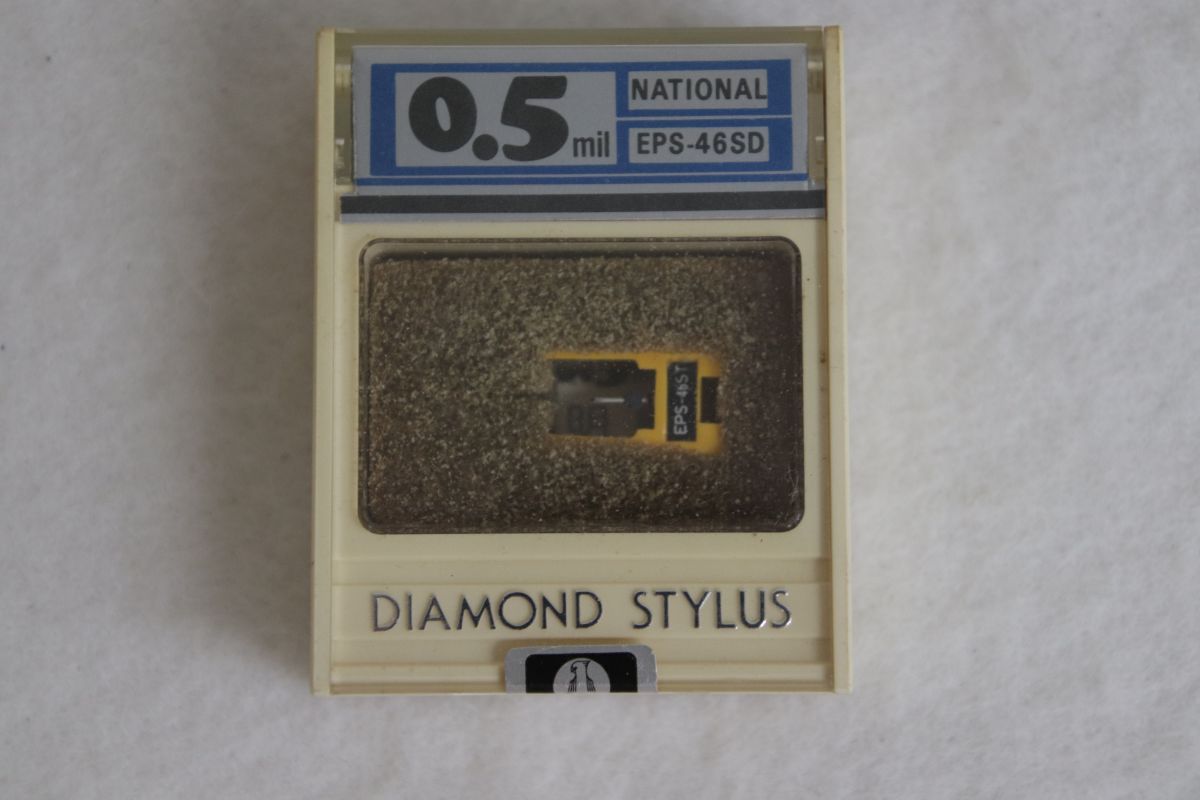 0.5 mil
NATIONAL
EPS-46SD
EPS-46ST
DIAMOND STYLUS